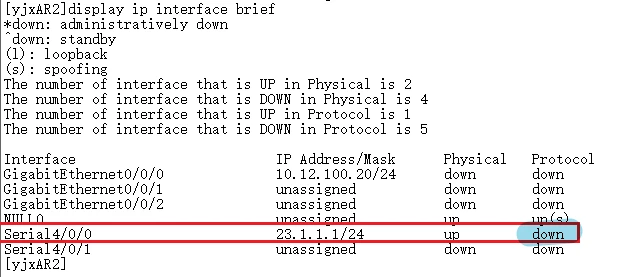 [yjxAR2]display ip interface brief
*down: administratively down
^down: standby
(l): loopback
(s): spoofing
The number of interface that is UP in Physical is 2
The number of interface that is DOWN in Physical is 4
The number of interface that is UP in Protocol is 1
The number of interface that is DOWN in Protocol is 5
Interface IP Address/Mask Physical Protocol
GigabitEthernet0/0/0 10.12.100.20/24 down down
GigabitEthernet0/0/1 unassigned down down
GigabitEthernet0/0/2 unassigned down down
NULL0 unassigned up up(s)
Serial4/0/0 23.1.1.1/24 up down
Serial4/0/1 unassigned down down
[yjxAR2]